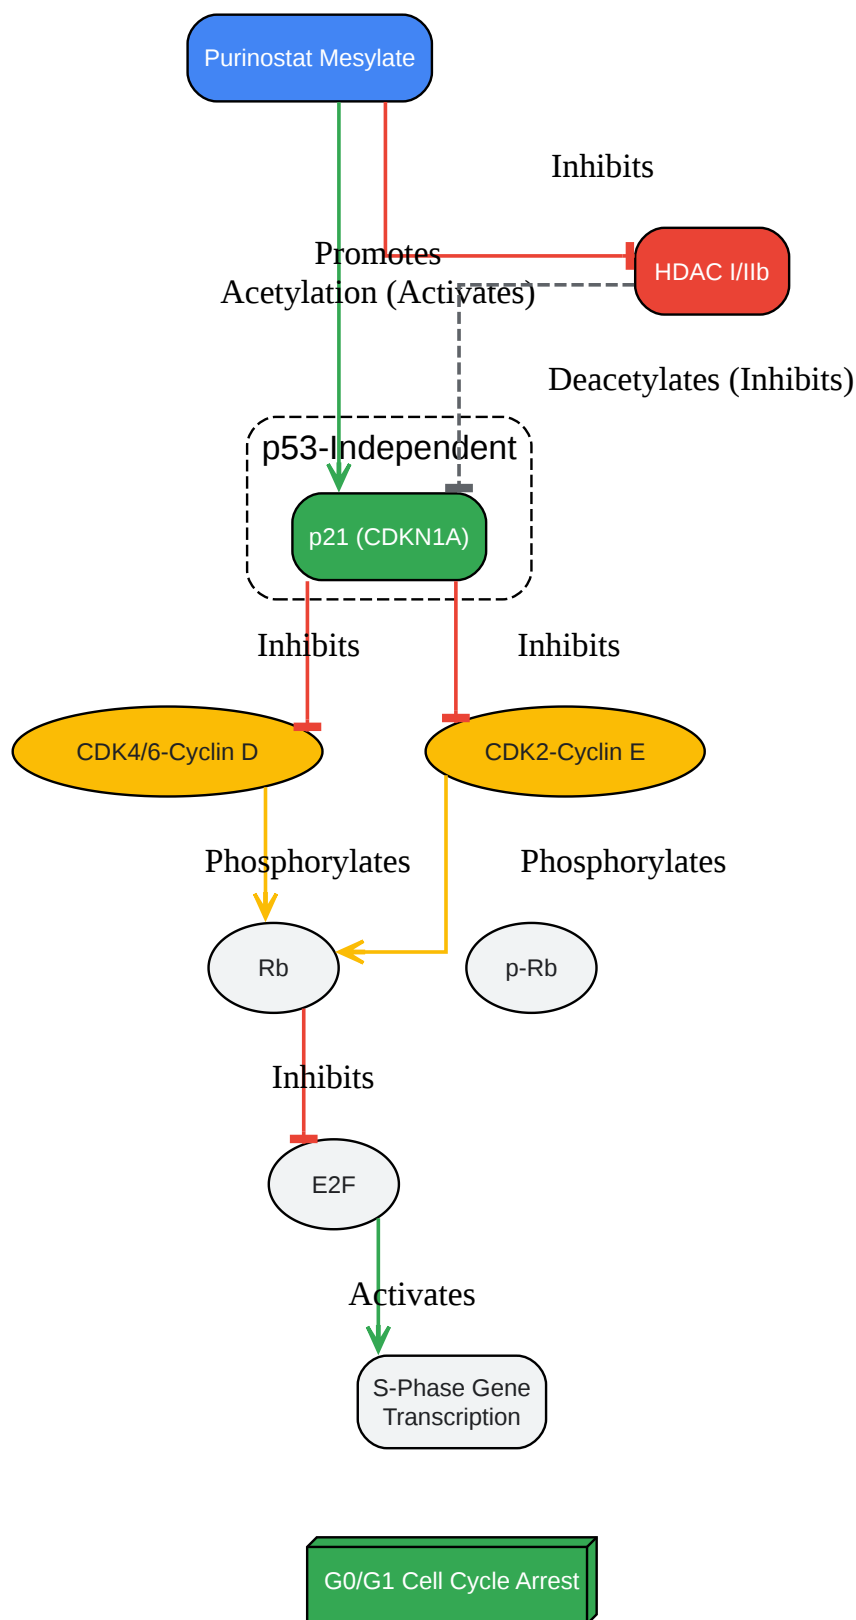 Purinostat Mesylate
Inhibits
Promotes
Acetylation (Activates)
HDAC I/IIb
Deacetylates (Inhibits)
p53-Independent
p21 (CDKN1A)
Inhibits
Inhibits
CDK4/6-Cyclin D
CDK2-Cyclin E
Phosphorylates
Phosphorylates
Rb
p-Rb
Inhibits
E2F
Activates
S-Phase Gene
Transcription
G0/G1 Cell Cycle Arrest